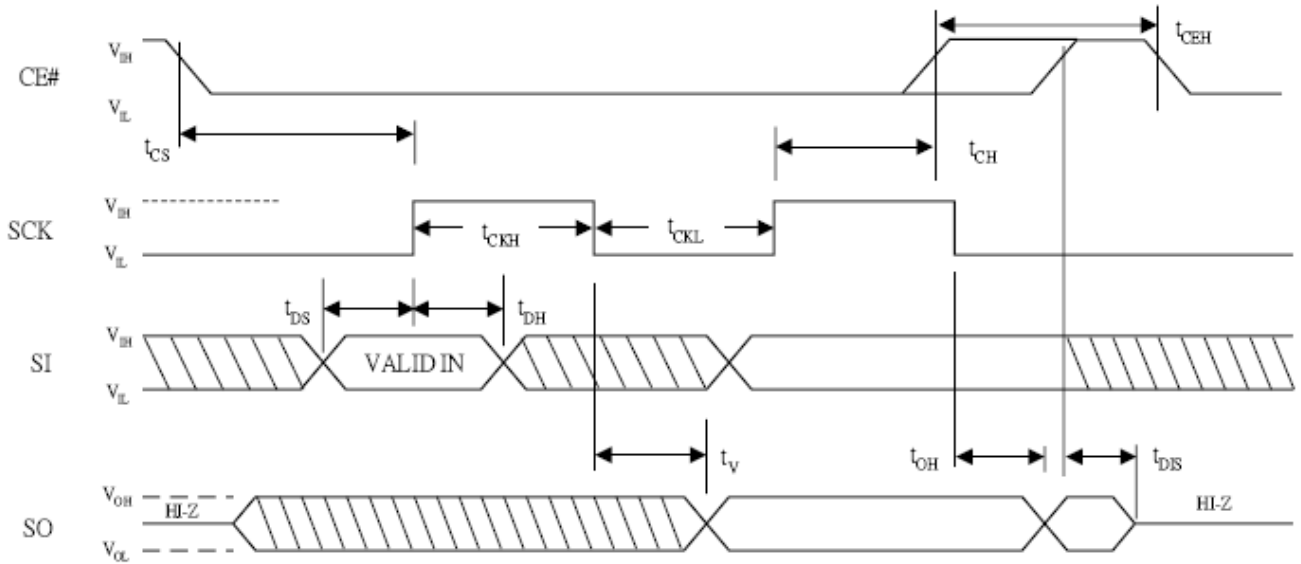 V_IH
CE#
V_IL
t_CEH
t_CS
t_CH
V_IH
SCK
V_IL
t_CKH
t_CKL
t_DS
t_DH
V_IH
SI
VALID IN
V_IL
t_V
t_OH
t_DIS
V_OH
HI-Z
HI-Z
SO
V_OL